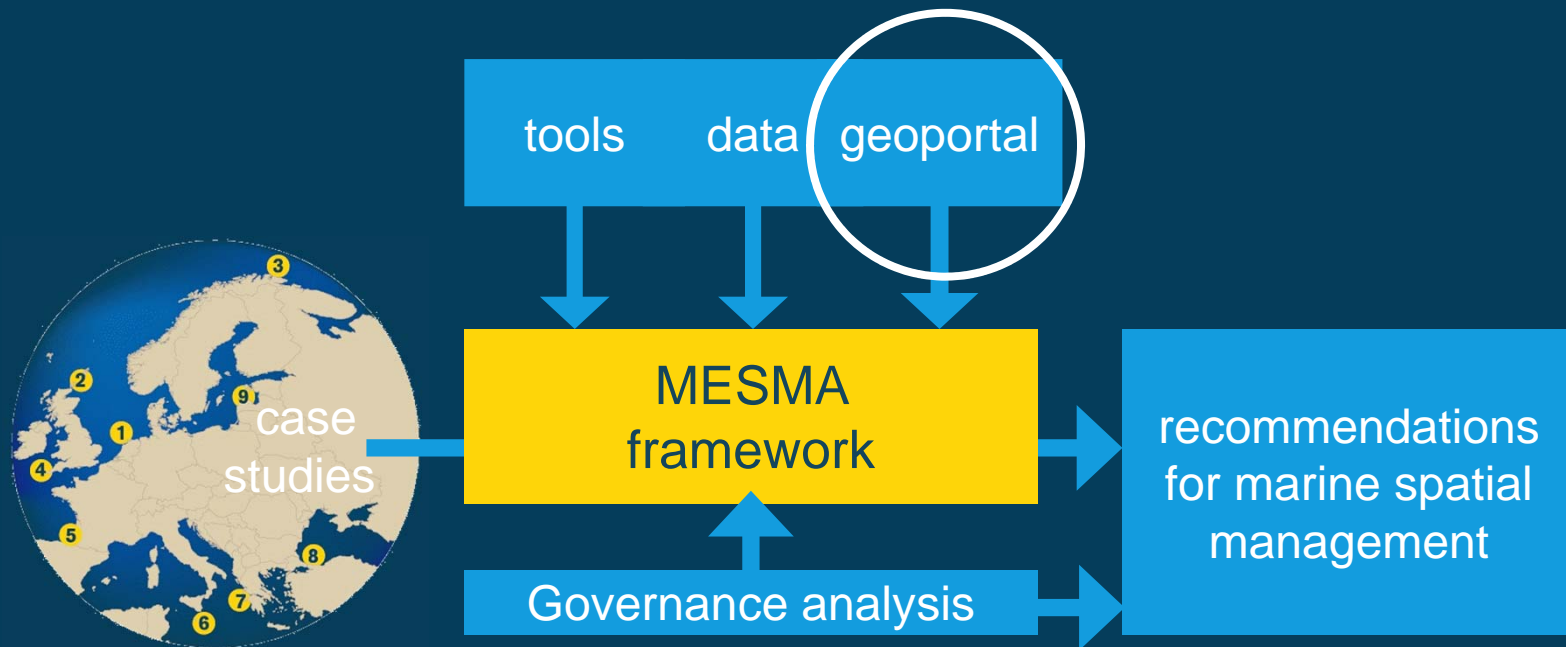 tools data geoportal
3
2
9
1
4
5
8
7
6
case
studies
MESMA
framework
recommendations
for marine spatial
management
Governance analysis